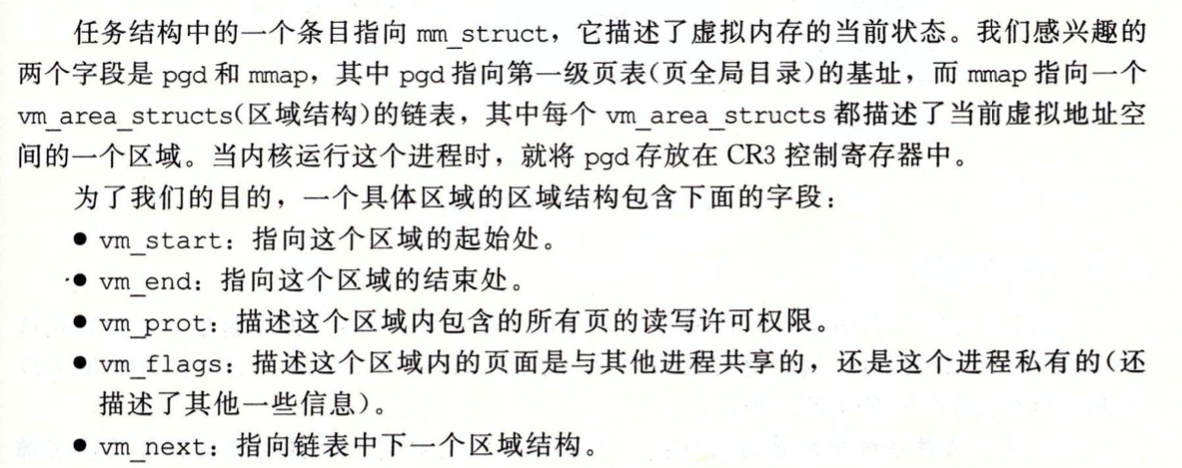 任务结构中的一个条目指向 mm_struct，它描述了虚拟内存的当前状态。我们感兴趣的
两个字段是 pgd 和 mmap，其中 pgd 指向第一级页表(页全局目录)的基址，而 mmap 指向一个
vm_area_structs(区域结构)的链表，其中每个 vm_area_structs 都描述了当前虚拟地址空
间的一个区域。当内核运行这个进程时，就将 pgd 存放在 CR3 控制寄存器中。
为了我们的目的，一个具体区域的区域结构包含下面的字段：
● vm_start：指向这个区域的起始处。
● vm_end：指向这个区域的结束处。
● vm_prot：描述这个区域内包含的所有页的读写许可权限。
● vm_flags：描述这个区域内的页面是与其他进程共享的，还是这个进程私有的(还
描述了其他一些信息)。
● vm_next：指向链表中下一个区域结构。